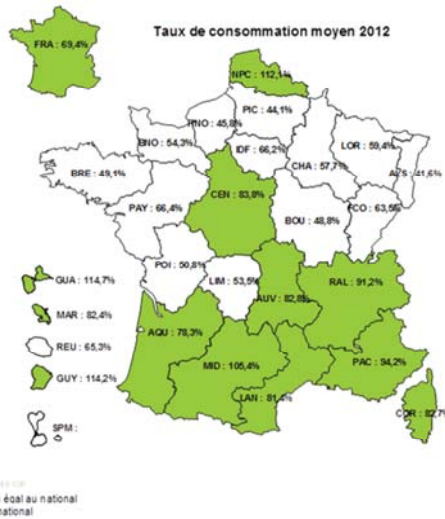 Taux de consommation moyen 2012
FRA : 69,4%
NPC : 112,1%
PIC : 44,1%
HNO : 45,8%
BNO : 54,3%
IDF : 66,2%
LOR : 59,4%
CHA : 57,7%
ALS : 41,6%
BRE : 49,1%
CEN : 83,8%
PAY : 66,4%
FCO : 63,5%
BOU : 48,8%
POI : 50,8%
LIM : 53,5%
GUA : 114,7%
AUV : 82,8%
RAL : 91,2%
MAR : 82,4%
AQU : 78,3%
REU : 65,3%
MID : 105,4%
PAC : 94,2%
GUY : 114,2%
LAN : 81,4%
COR : 82,7%
SPM :
égal au national
national